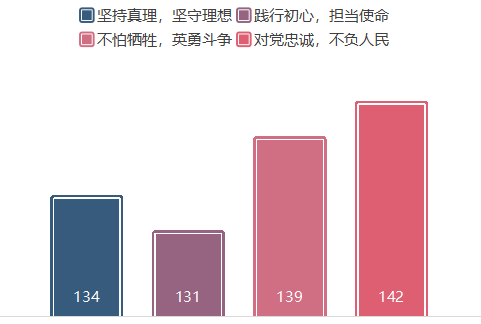 坚持真理，坚守理想 践行初心，担当使命
不怕牺牲，英勇斗争 对党忠诚，不负人民
134 131 139 142